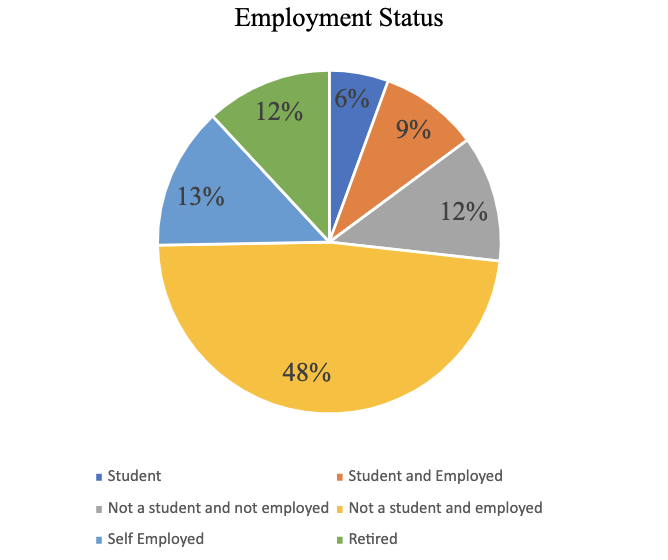 Employment Status
6%
9%
12%
12%
13%
48%
Student
Student and Employed
Not a student and not employed
Not a student and employed
Self Employed
Retired